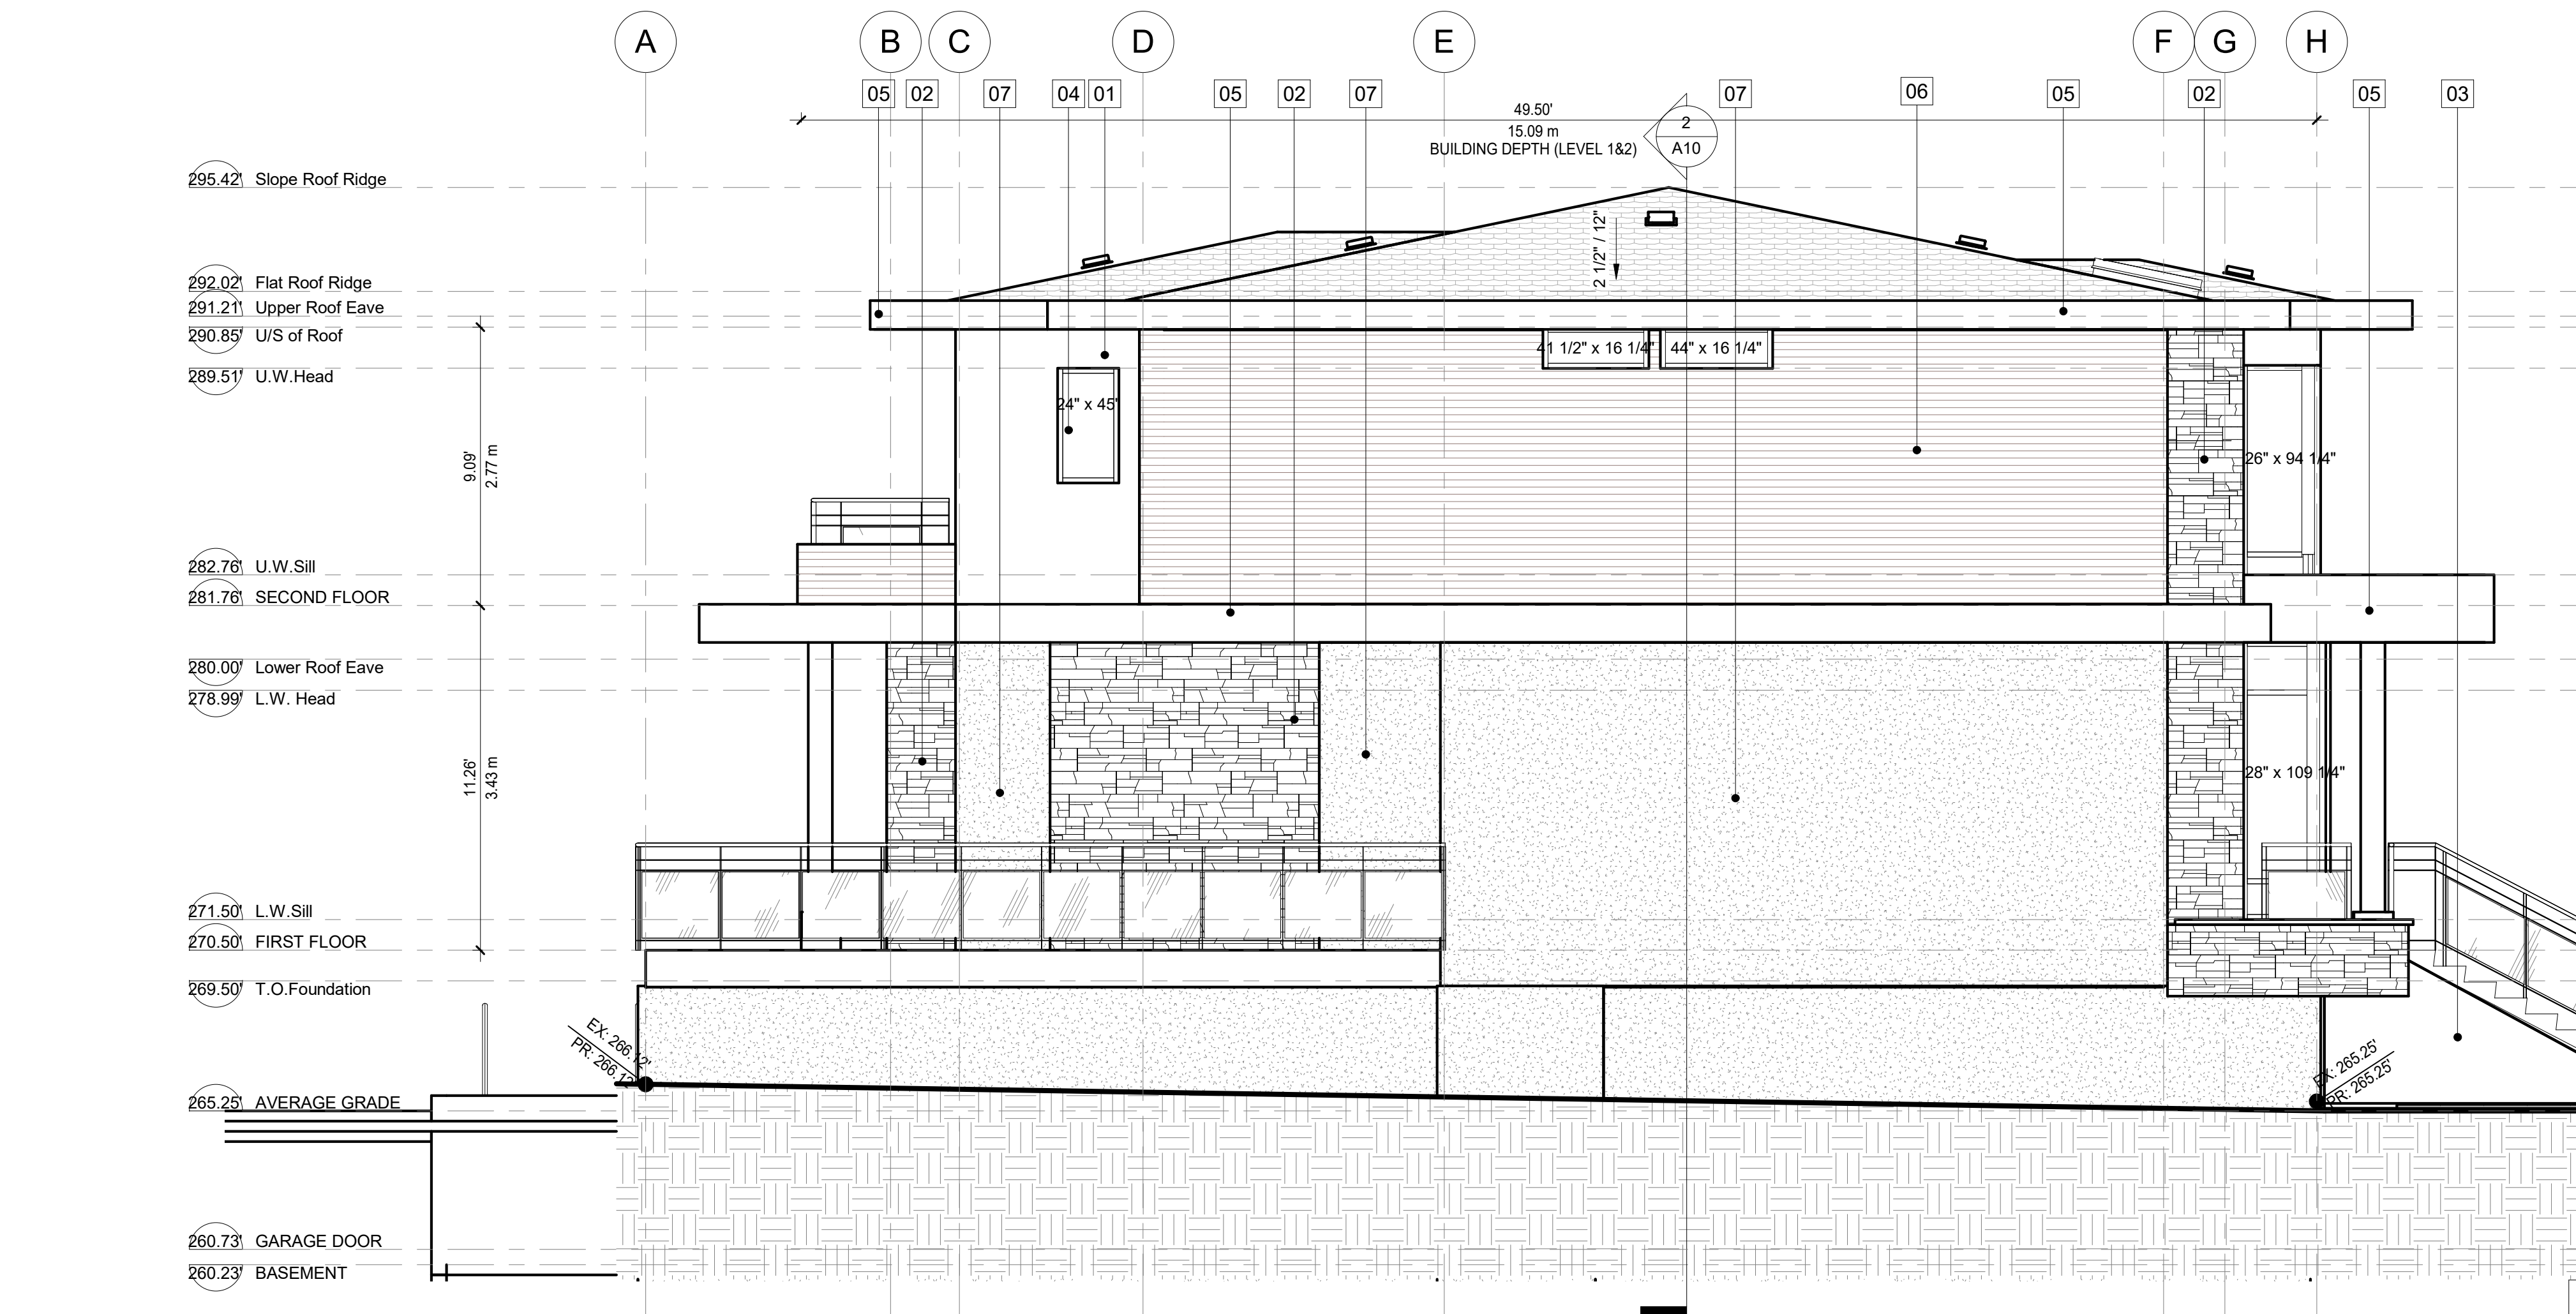 A B C D E F G H
05 02 07 04 01 05 02 07 07 06 05 02 05 03
49.50'
15.09 m
BUILDING DEPTH (LEVEL 1&2)
2
A10
295.42' Slope Roof Ridge
2 1/2" / 12"
292.02' Flat Roof Ridge
291.21' Upper Roof Eave
290.85' U/S of Roof
41 1/2" x 16 1/4" 44" x 16 1/4"
289.51' U.W.Head
24" x 45"
9.09'
2.77 m
26" x 94 1/4"
282.76' U.W.Sill
281.76' SECOND FLOOR
280.00' Lower Roof Eave
278.99' L.W. Head
11.26'
3.43 m
28" x 109 1/4"
271.50' L.W.Sill
270.50' FIRST FLOOR
269.50' T.O.Foundation
EX: 266.12'
PR: 266.12'
EX: 265.25'
PR: 265.25'
265.25' AVERAGE GRADE
260.73' GARAGE DOOR
260.23' BASEMENT